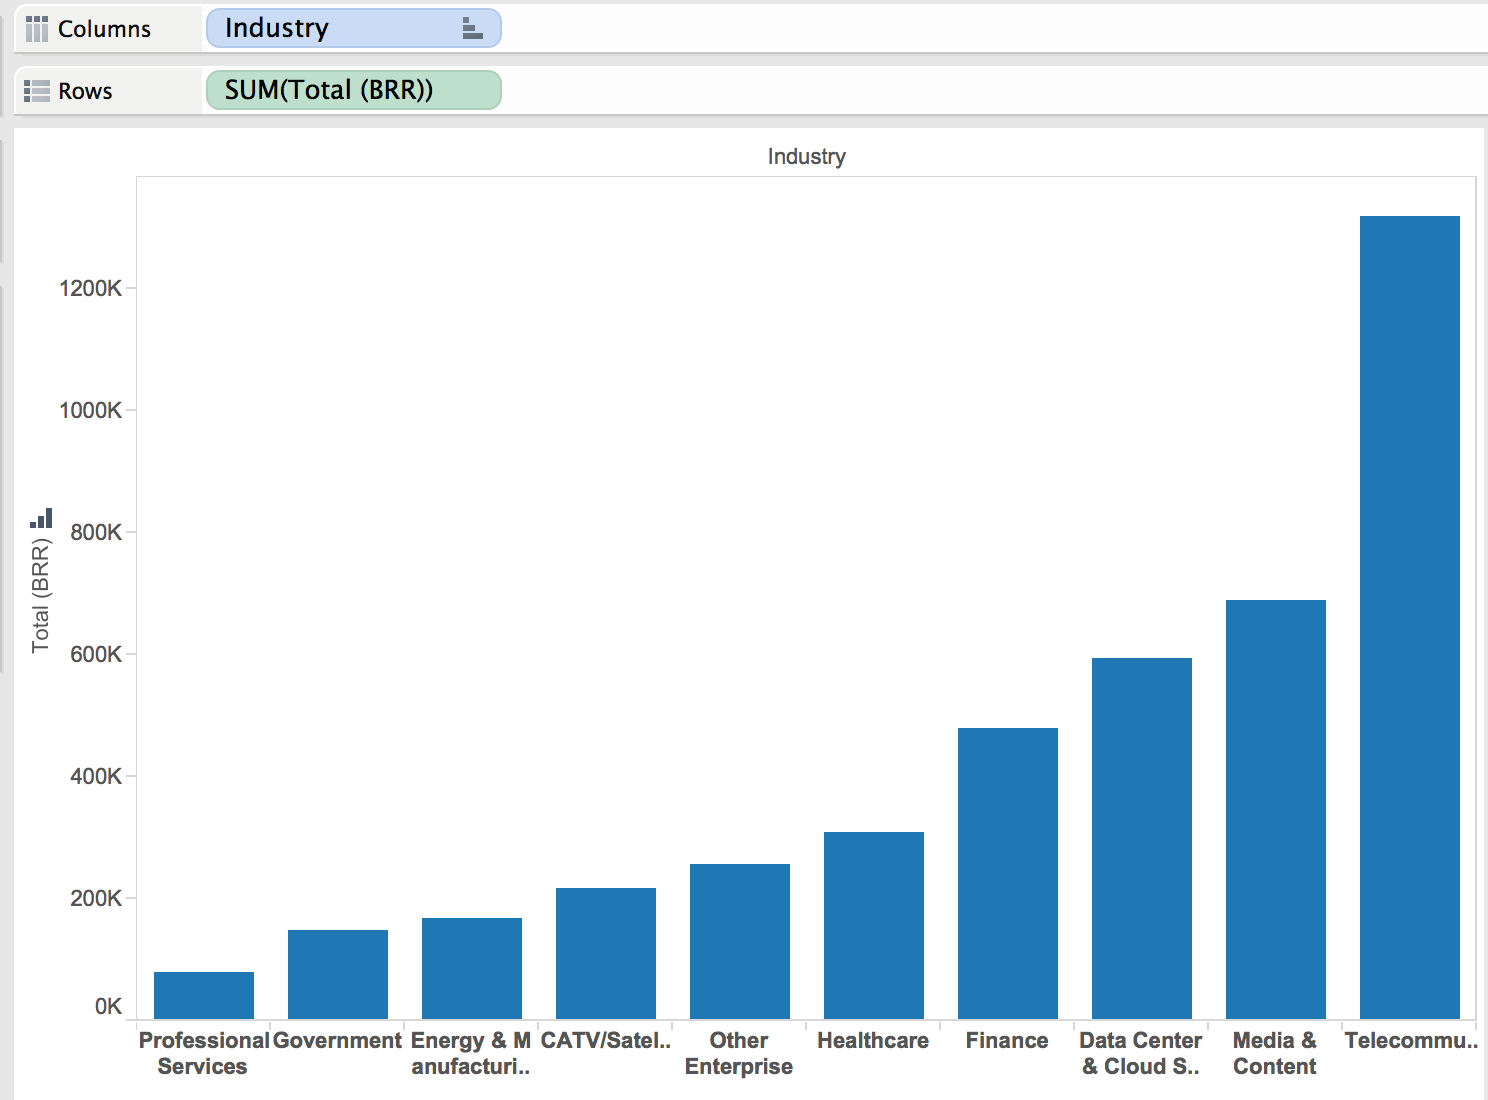 Columns
Industry
Rows
SUM(Total (BRR))
Industry
1200K
1000K
800K
600K
400K
200K
0K
Total (BRR)
Professional
Services
Government
Energy & M
anufacturi..
CATV/Satel..
Other
Enterprise
Healthcare
Finance
Data Center
& Cloud S..
Media &
Content
Telecommu..